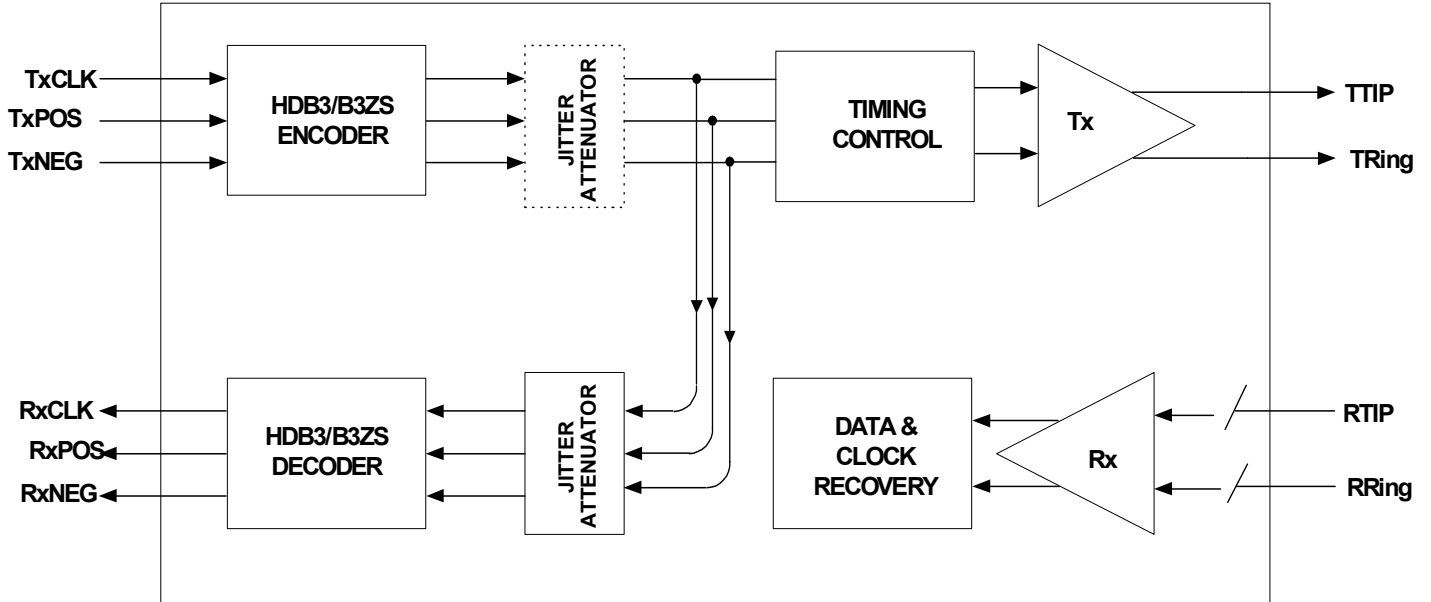 TxCLK
TxPOS
TxNEG
HDB3/B3ZS
ENCODER
JITTER
ATTENUATOR
TIMING
CONTROL
Tx
TTIP
TRing
RxCLK
RxPOS
RxNEG
HDB3/B3ZS
DECODER
JITTER
ATTENUATOR
DATA &
CLOCK
RECOVERY
Rx
RTIP
RRing